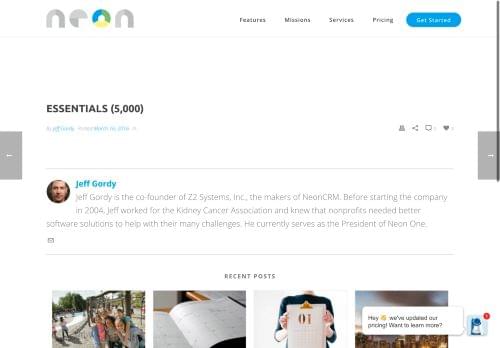 neon
Features Missions Services Pricing Get Started
ESSENTIALS (5,000)
By Jeff Gordy Posted March 16, 2016 In
0 0
← →
Jeff Gordy
Jeff Gordy is the co-founder of Z2 Systems, Inc., the makers of NeonCRM. Before starting the company
in 2004, Jeff worked for the Kidney Cancer Association and knew that nonprofits needed better
software solutions to help with their many challenges. He currently serves as the President of Neon One.
RECENT POSTS
01
Hey 👋 we've updated our
pricing! Want to learn more?
1